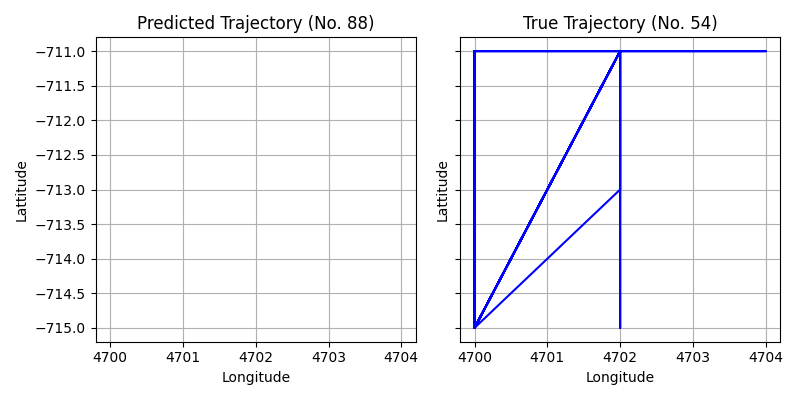 Predicted Trajectory (No. 88)
True Trajectory (No. 54)
−711.0
−711.5
−712.0
−712.5
−713.0
−713.5
−714.0
−714.5
−715.0
Lattitude
Lattitude
4700 4701 4702 4703 4704
4700 4701 4702 4703 4704
Longitude
Longitude